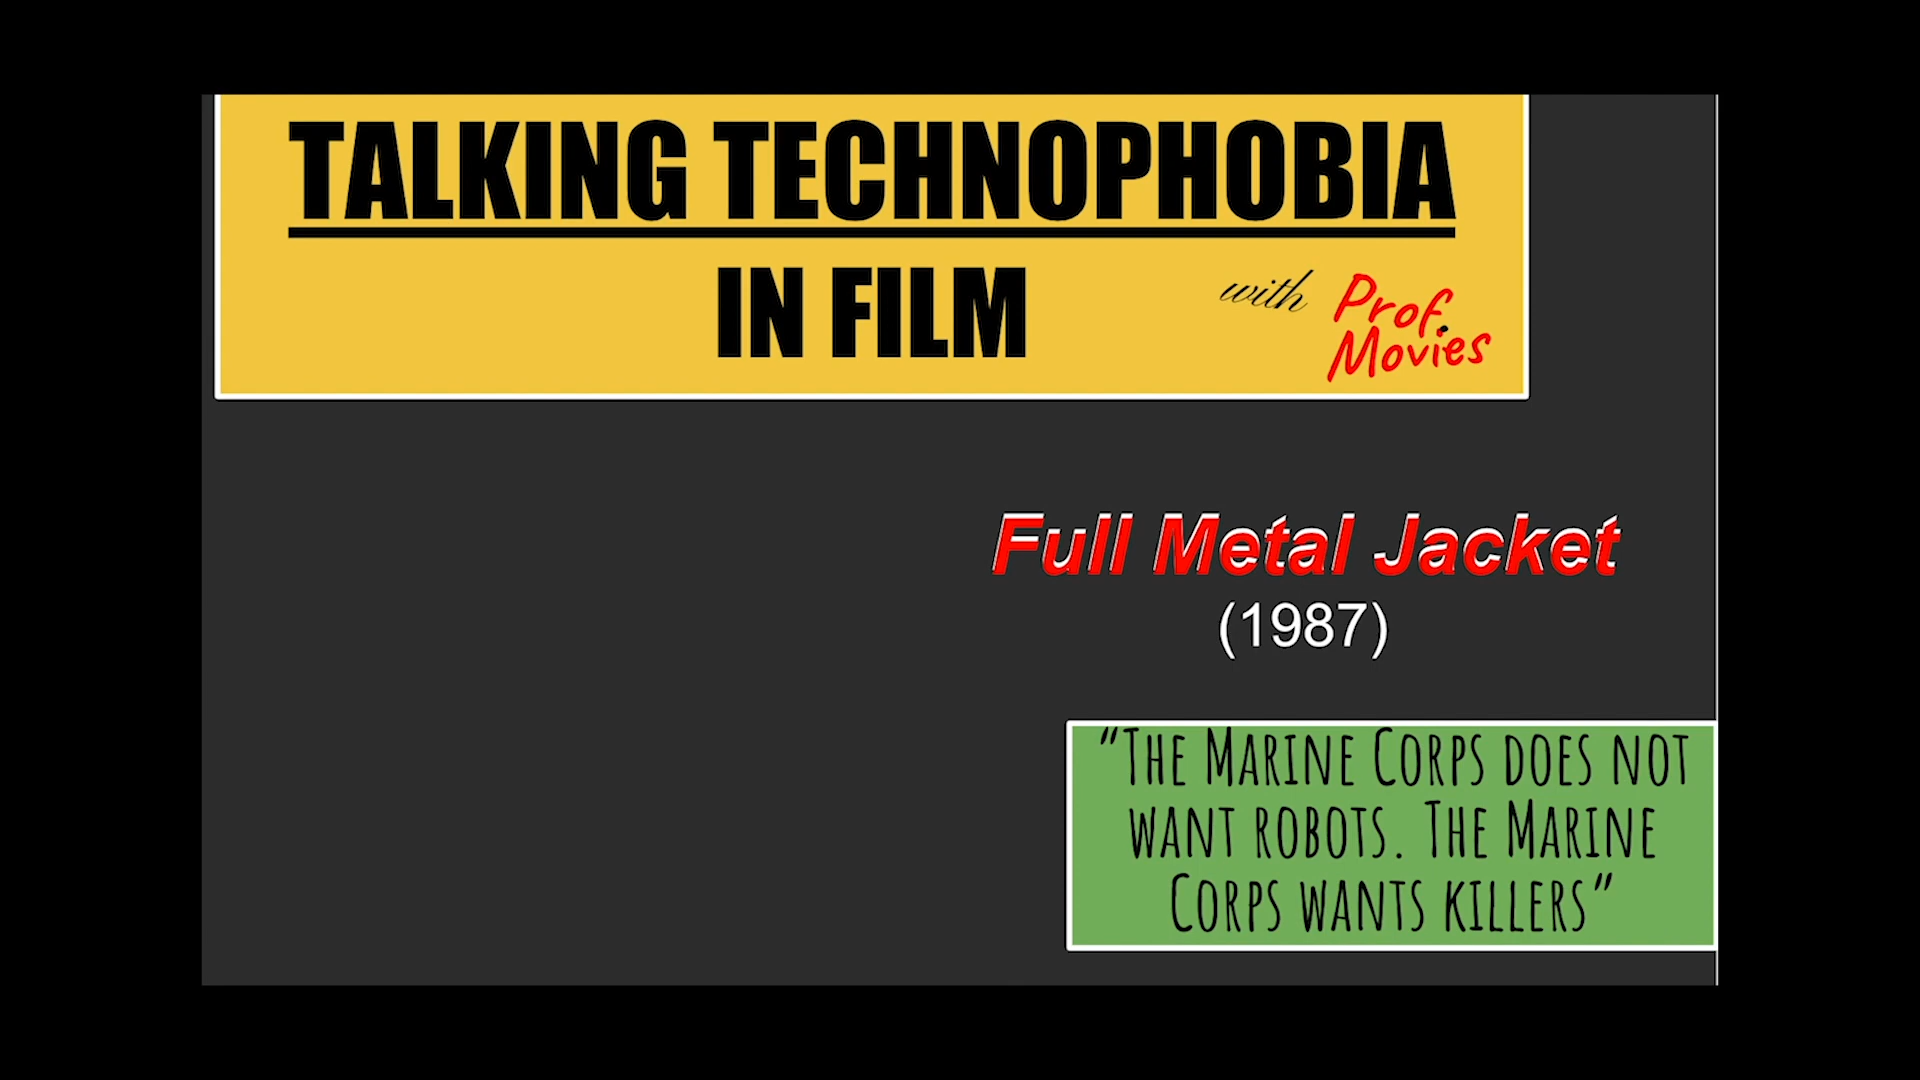 TALKING TECHNOPHOBIA
IN FILM
with Prof.
Movies
Full Metal Jacket
(1987)
“The Marine Corps does not
want robots. The Marine
Corps wants killers”